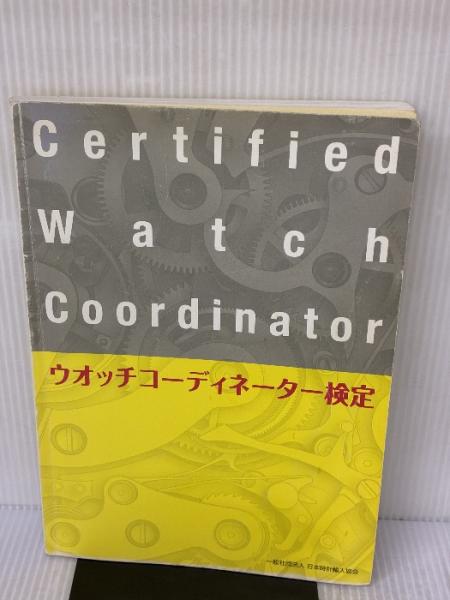 Certified
Watch
Coordinator
ウオッチコーディネーター検定
一般社団法人 日本時計輸入協会